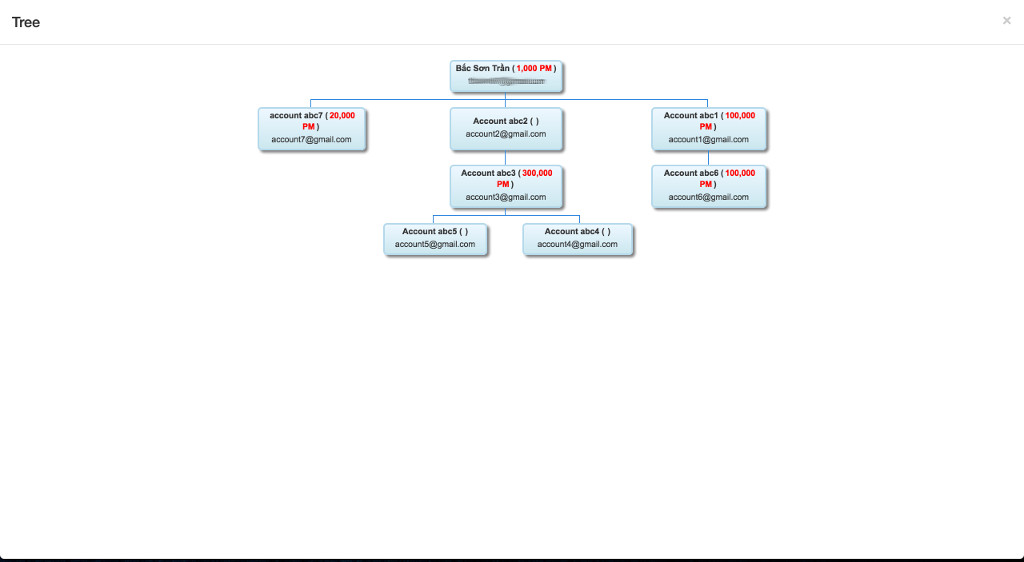 Tree
×
Bắc Sơn Trần ( 1,000 PM )
account abc7 ( 20,000
PM )
account7@gmail.com
Account abc2 ( )
account2@gmail.com
Account abc1 ( 100,000
PM )
account1@gmail.com
Account abc3 ( 300,000
PM )
account3@gmail.com
Account abc6 ( 100,000
PM )
account6@gmail.com
Account abc5 ( )
account5@gmail.com
Account abc4 ( )
account4@gmail.com